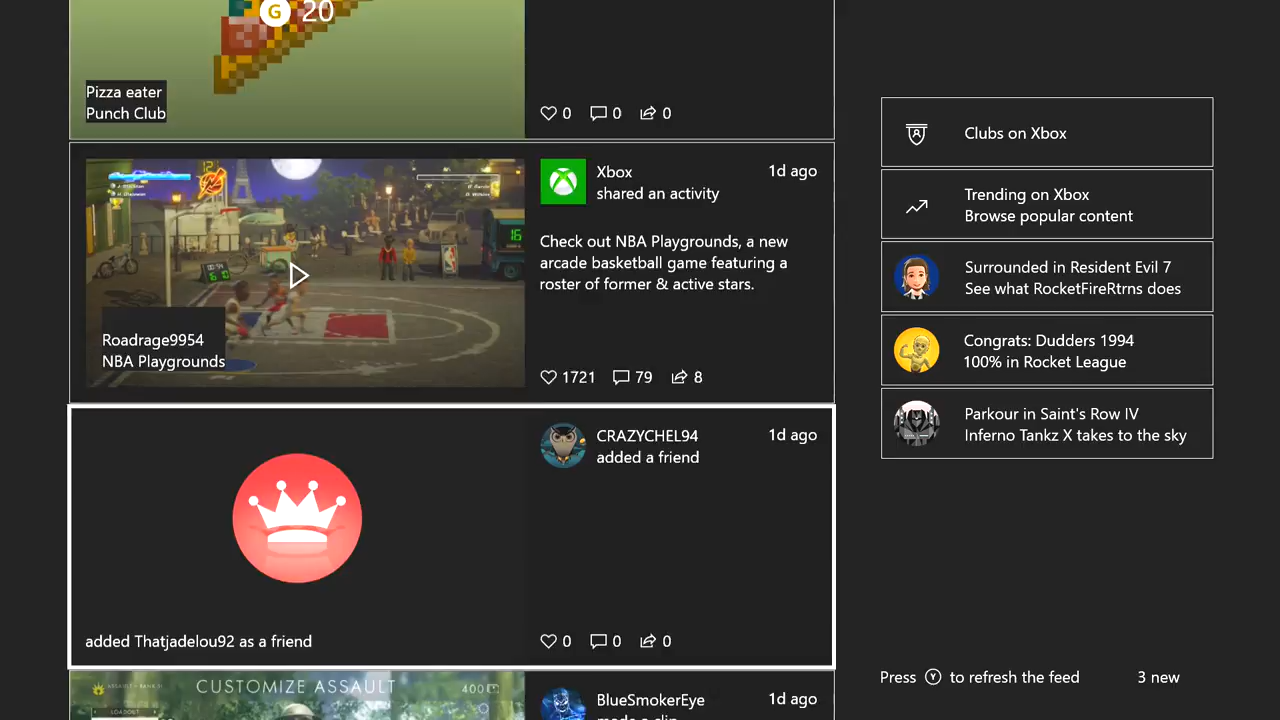 G 20
Pizza eater
Punch Club
0 0 0
Xbox
shared an activity
1d ago
Check out NBA Playgrounds, a new
arcade basketball game featuring a
roster of former & active stars.
Roadrage9954
NBA Playgrounds
1721 79 8
CRAZYCHEL94
added a friend
1d ago
added Thatjadelou92 as a friend
0 0 0
CUSTOMIZE ASSAULT
400
LOADOUT
BlueSmokerEye
made a clip
1d ago
Clubs on Xbox
Trending on Xbox
Browse popular content
Surrounded in Resident Evil 7
See what RocketFireRtrns does
Congrats: Dudders 1994
100% in Rocket League
Parkour in Saint's Row IV
Inferno Tankz X takes to the sky
Press Y to refresh the feed
3 new